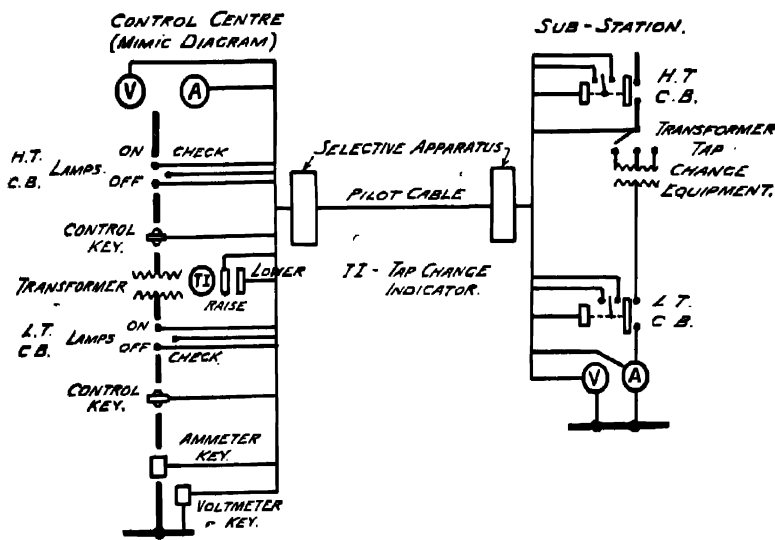 CONTROL CENTRE
(MIMIC DIAGRAM)
V
A
H.T.
C.B.
LAMPS.
ON
CHECK
OFF
CONTROL
KEY.
TRANSFORMER
TI
LOWER
RAISE
L.T.
C.B.
LAMPS
ON
OFF
CHECK
CONTROL
KEY.
AMMETER
KEY.
VOLTMETER
KEY.
SELECTIVE APPARATUS
PILOT CABLE
TI - TAP CHANGE
INDICATOR.
SUB-STATION.
H.T
C.B.
TRANSFORMER
TAP
CHANGE
EQUIPMENT.
L.T.
C.B.
V
A